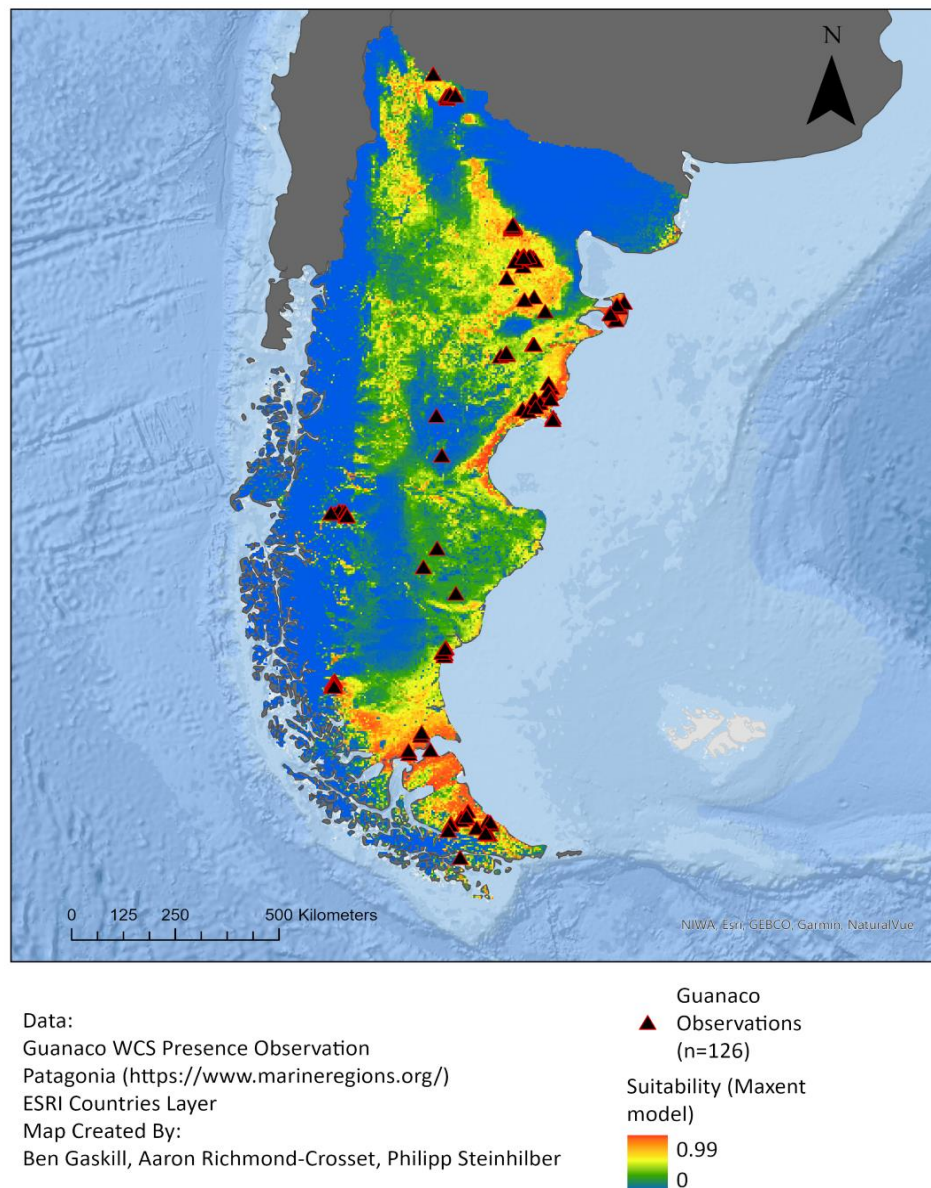 N
0 125 250 500 Kilometers
NIWA, Esri, GEBCO, Garmin, NaturalVue
Data:
Guanaco WCS Presence Observation
Patagonia (https://www.marineregions.org/)
ESRI Countries Layer
Map Created By:
Ben Gaskill, Aaron Richmond-Crosset, Philipp Steinhilber
Guanaco
Observations
(n=126)
Suitability (Maxent
model)
0.99
0